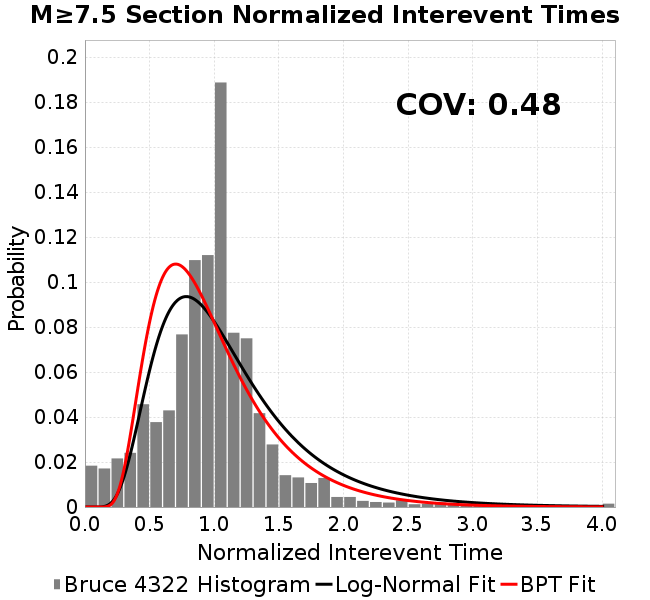 M≥7.5 Section Normalized Interevent Times
COV: 0.48
Probability
0.2
0.18
0.16
0.14
0.12
0.1
0.08
0.06
0.04
0.02
0
0.0 0.5 1.0 1.5 2.0 2.5 3.0 3.5 4.0
Normalized Interevent Time
Bruce 4322 Histogram Log-Normal Fit BPT Fit